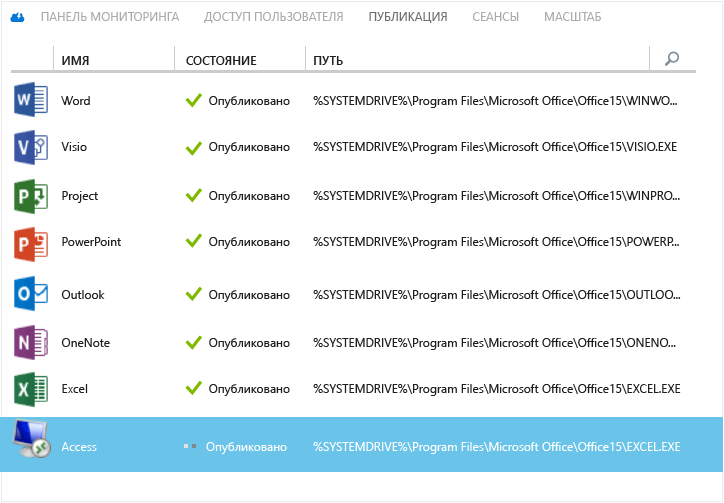 ПАНЕЛЬ МОНИТОРИНГА ДОСТУП ПОЛЬЗОВАТЕЛЯ ПУБЛИКАЦИЯ СЕАНСЫ МАСШТАБ
ИМЯ СОСТОЯНИЕ ПУТЬ
Word Опубликовано %SYSTEMDRIVE%\Program Files\Microsoft Office\Office15\WINWO...
Visio Опубликовано %SYSTEMDRIVE%\Program Files\Microsoft Office\Office15\VISIO.EXE
Project Опубликовано %SYSTEMDRIVE%\Program Files\Microsoft Office\Office15\WINPRO...
PowerPoint Опубликовано %SYSTEMDRIVE%\Program Files\Microsoft Office\Office15\POWERP...
Outlook Опубликовано %SYSTEMDRIVE%\Program Files\Microsoft Office\Office15\OUTLOO...
OneNote Опубликовано %SYSTEMDRIVE%\Program Files\Microsoft Office\Office15\ONENO...
Excel Опубликовано %SYSTEMDRIVE%\Program Files\Microsoft Office\Office15\EXCEL.EXE
Access Опубликовано %SYSTEMDRIVE%\Program Files\Microsoft Office\Office15\EXCEL.EXE